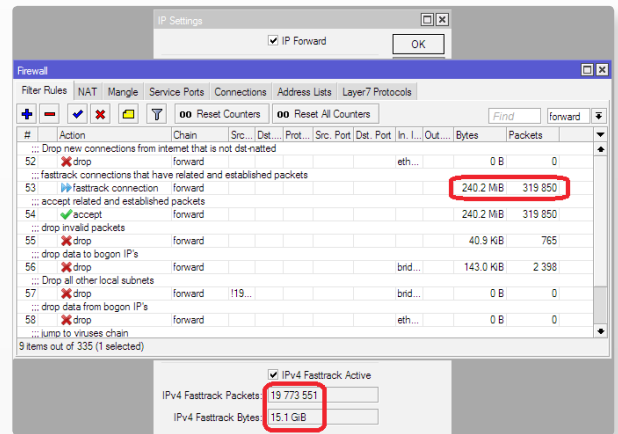 IP Settings
IP Forward
OK
Firewall
Filter Rules NAT Mangle Service Ports Connections Address Lists Layer7 Protocols
00 Reset Counters 00 Reset All Counters Find forward
# Action Chain Src... Dst.... Prot... Src. Port Dst. Port In. I... Out.... Bytes Packets
::: Drop new connections from internet that is not dst-natted
52 drop forward eth... 0 B 0
::: fasttrack connections that have related and established packets
53 fasttrack connection forward 240.2 MiB 319 850
::: accept related and established packets
54 accept forward 240.2 MiB 319 850
::: drop invalid packets
55 drop forward 40.9 KiB 765
::: drop data to bogon IP's
56 drop forward brid... 143.0 KiB 2 398
::: Drop all other local subnets
57 drop forward !19... brid... 0 B 0
::: drop data from bogon IP's
58 drop forward eth... 0 B 0
::: jump to viruses chain
9 items out of 335 (1 selected)
IPv4 Fasttrack Active
IPv4 Fasttrack Packets: 19 773 551
IPv4 Fasttrack Bytes: 15.1 GiB